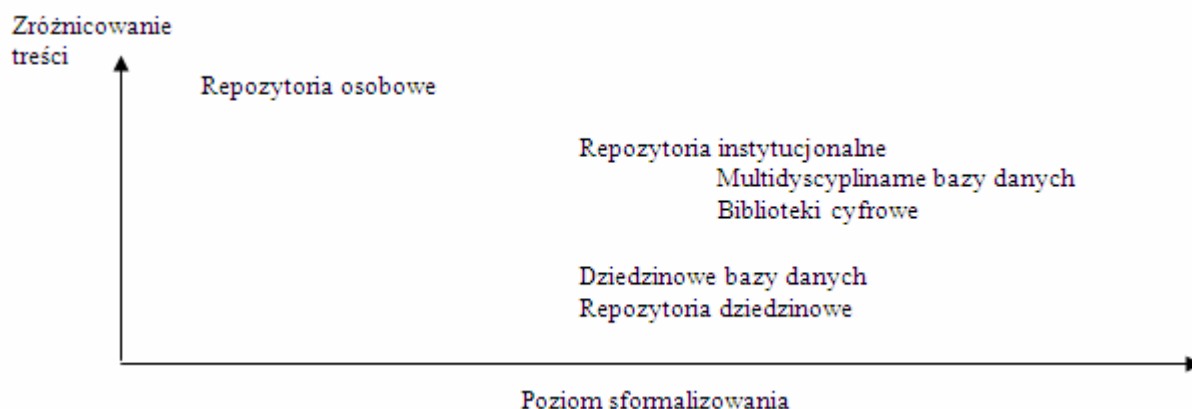 Zróżnicowanie
treści
Repozytoria osobowe
Repozytoria instytucjonalne
Multidyscyplinarne bazy danych
Biblioteki cyfrowe
Dziedzinowe bazy danych
Repozytoria dziedzinowe
Poziom sformalizowania